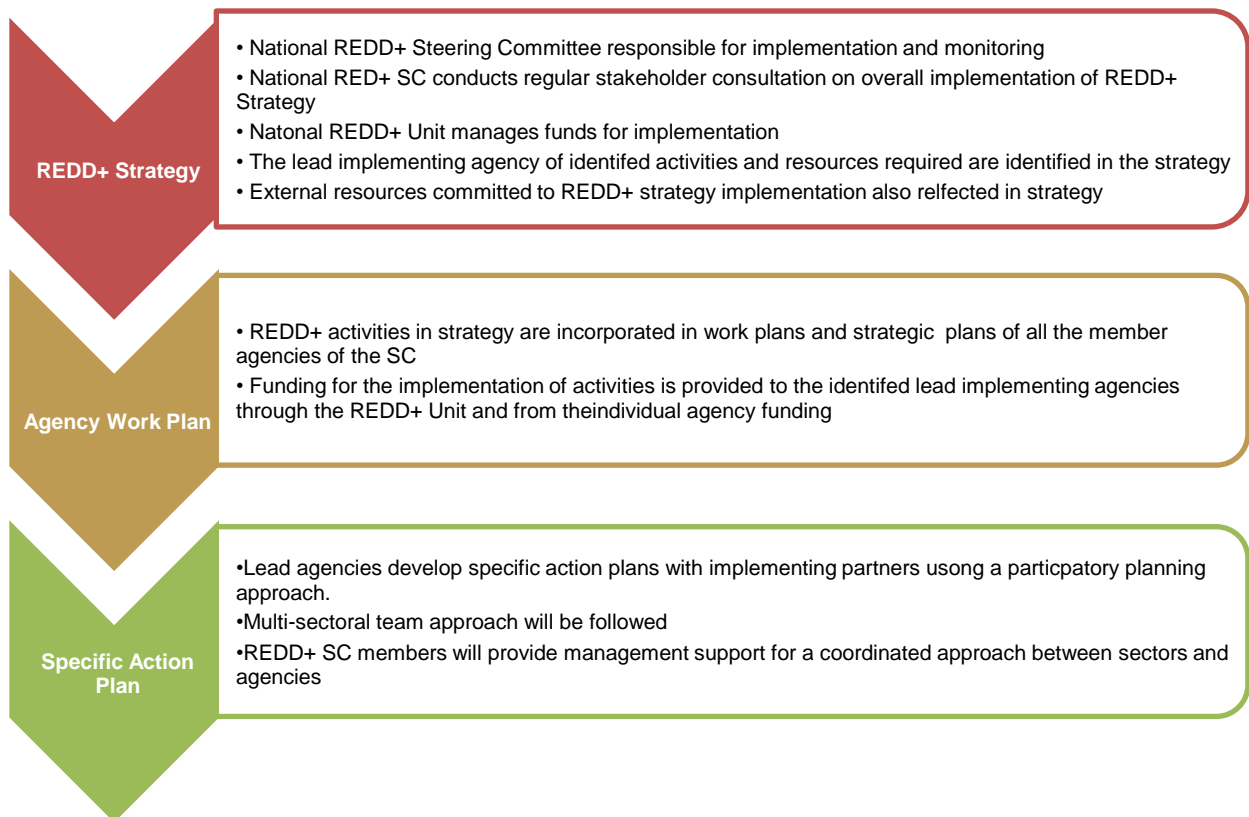 REDD+ Strategy
• National REDD+ Steering Committee responsible for implementation and monitoring
• National RED+ SC conducts regular stakeholder consultation on overall implementation of REDD+
Strategy
• Natonal REDD+ Unit manages funds for implementation
• The lead implementing agency of identifed activities and resources required are identified in the strategy
• External resources committed to REDD+ strategy implementation also relfected in strategy
Agency Work Plan
• REDD+ activities in strategy are incorporated in work plans and strategic plans of all the member
agencies of the SC
• Funding for the implementation of activities is provided to the identifed lead implementing agencies
through the REDD+ Unit and from theindividual agency funding
Specific Action
Plan
•Lead agencies develop specific action plans with implementing partners usong a particpatory planning
approach.
•Multi-sectoral team approach will be followed
•REDD+ SC members will provide management support for a coordinated approach between sectors and
agencies